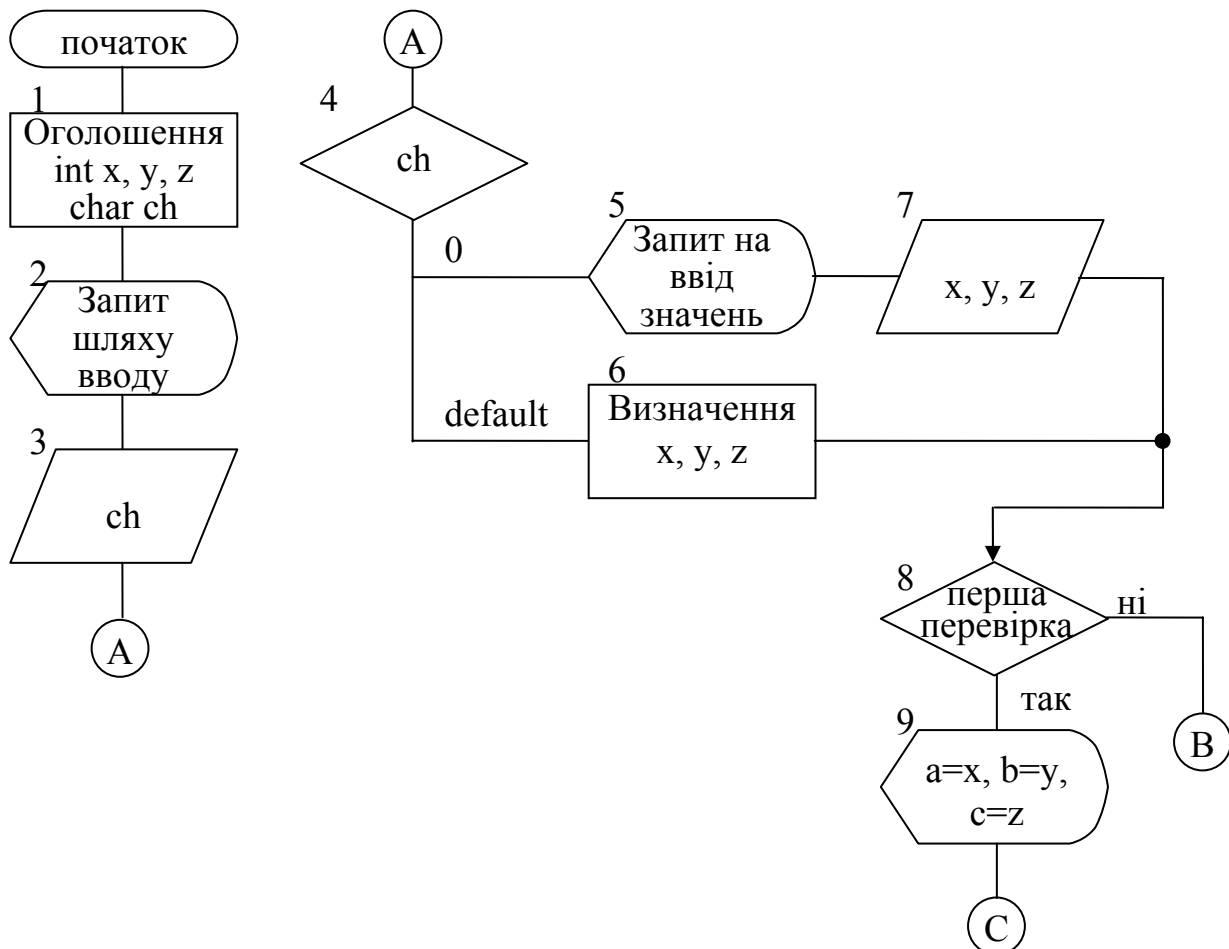 початок
1
Оголошення
int x, y, z
char ch
2
Запит
шляху
вводу
3
ch
A
A
4
ch
0
5
Запит на
ввід
значень
7
x, y, z
default
6
Визначення
x, y, z
8
перша
перевірка
ні
так
B
9
a=x, b=y,
c=z
C